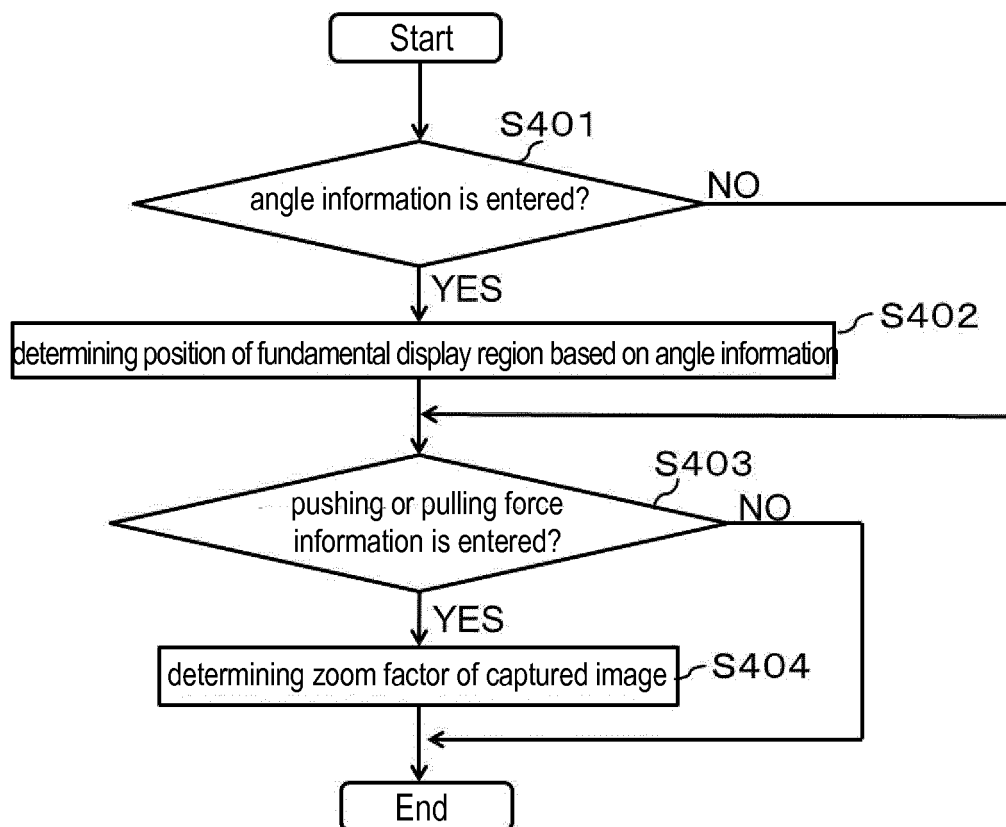 Start
S401
angle information is entered?
NO
YES
S402
determining position of fundamental display region based on angle information
S403
pushing or pulling force
information is entered?
NO
YES
determining zoom factor of captured image
S404
End